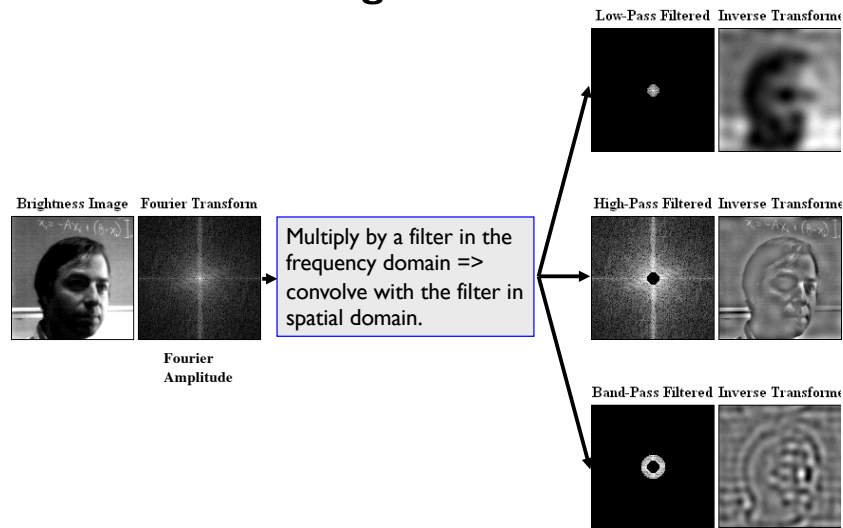 Low-Pass Filtered Inverse Transforme
Brightness Image Fourier Transform
High-Pass Filtered Inverse Transforme
Multiply by a filter in the
frequency domain =>
convolve with the filter in
spatial domain.
Fourier
Amplitude
Band-Pass Filtered Inverse Transforme